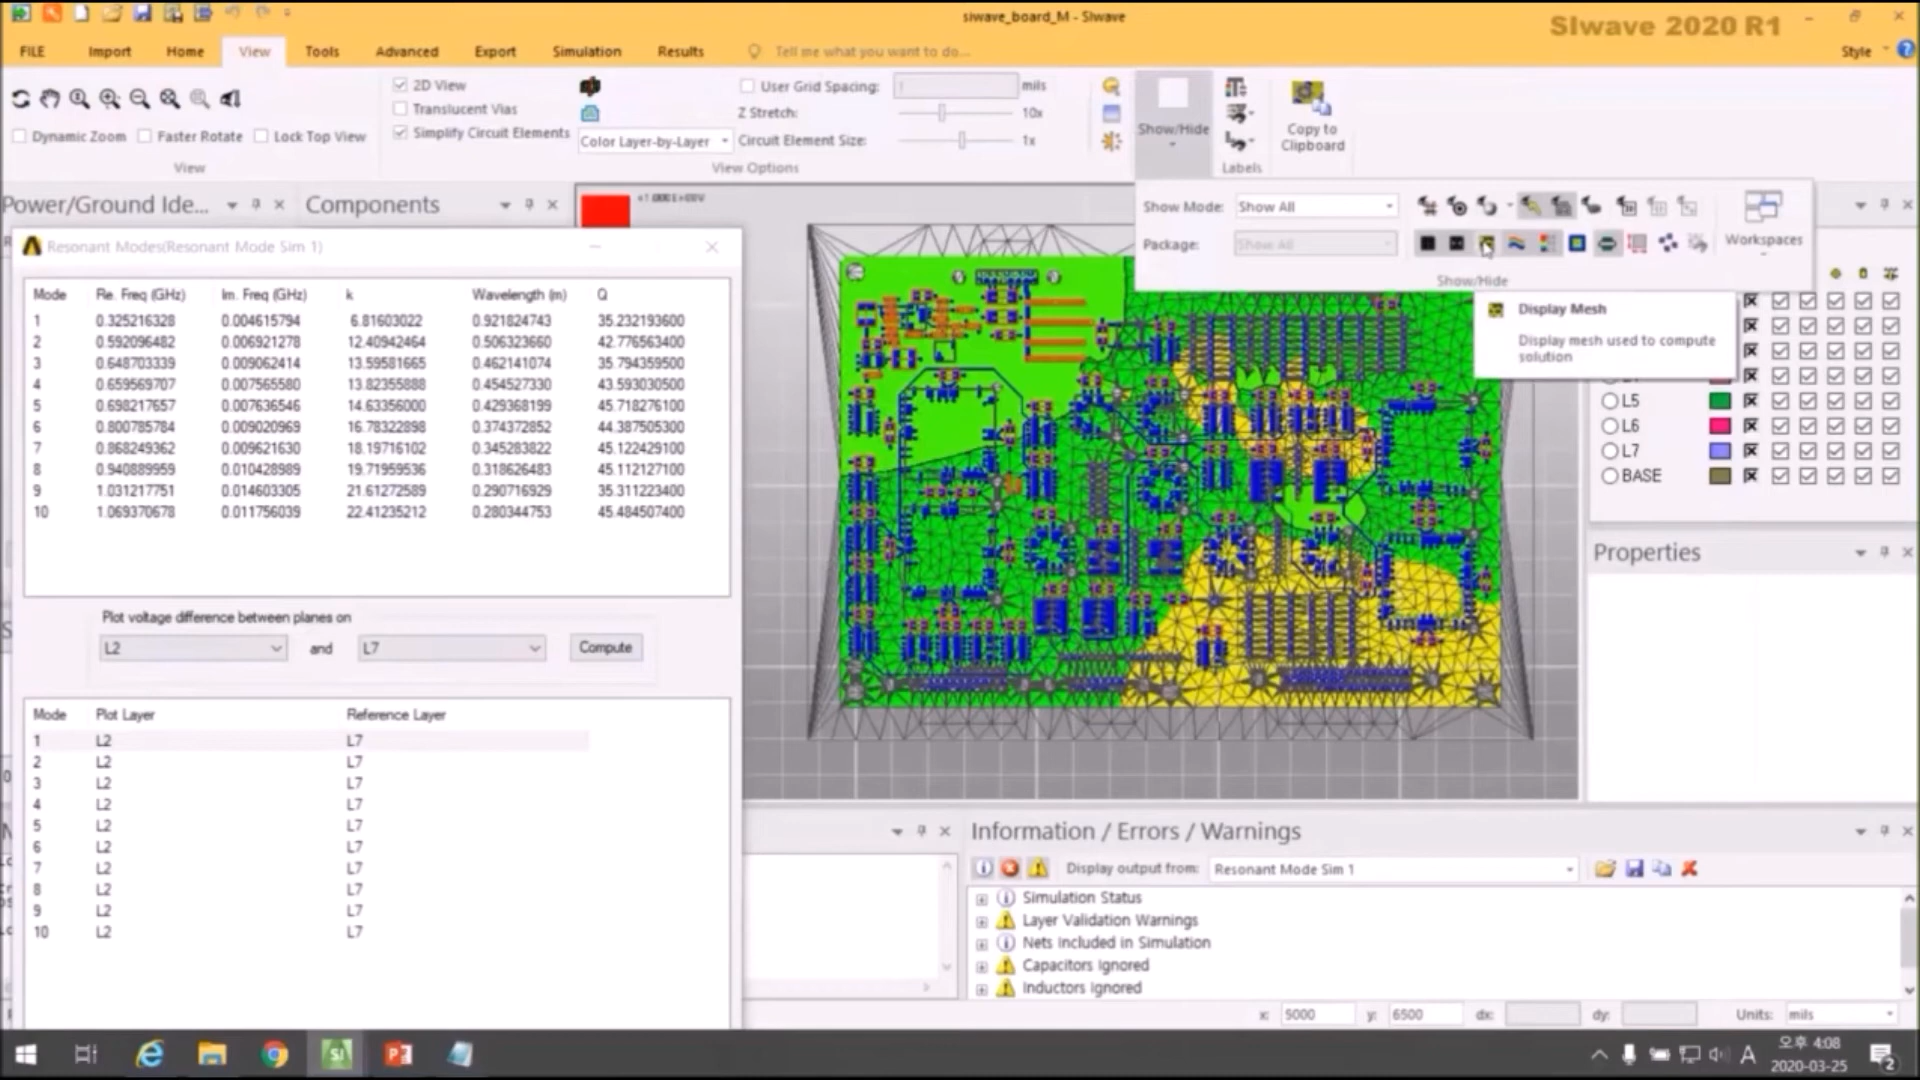 siwave_board_M - SIwave
SIwave 2020 R1
FILE Import Home View Tools Advanced Export Simulation Results Tell me what you want to do... Style
2D View
Translucent Vias
Simplify Circuit Elements
Color Layer-by-Layer
User Grid Spacing: 1 mils
Z Stretch: 10x
Circuit Element Size: 1x
Show/Hide
Copy to Clipboard
Dynamic Zoom Faster Rotate Lock Top View
View
View Options
Labels
Power/Ground Ide...
Components
Show Mode: Show All
Package: Show All
Workspaces
Show/Hide
Display Mesh
Display mesh used to compute
solution
Resonant Modes(Resonant Mode Sim 1)
Mode Re. Freq (GHz) Im. Freq (GHz) k Wavelength (m) Q
1 0.325216328 0.004615794 6.81603022 0.921824743 35.232193600
2 0.592096482 0.006921278 12.40942464 0.506323660 42.776563400
3 0.648703339 0.009062414 13.59581665 0.462141074 35.794359500
4 0.659569707 0.007565580 13.82355888 0.454527330 43.593030500
5 0.698217657 0.007636546 14.63356000 0.429368199 45.718276100
6 0.800785784 0.009020969 16.78322898 0.374372852 44.387505300
7 0.868249362 0.009621630 18.19716102 0.345283822 45.122429100
8 0.940889959 0.010428989 19.71959536 0.318626483 45.112127100
9 1.031217751 0.014603305 21.61272589 0.290716929 35.311223400
10 1.069370678 0.011756039 22.41235212 0.280344753 45.484507400
Plot voltage difference between planes on
L2 and L7 Compute
Mode Plot Layer Reference Layer
1 L2 L7
2 L2 L7
3 L2 L7
4 L2 L7
5 L2 L7
6 L2 L7
7 L2 L7
8 L2 L7
9 L2 L7
10 L2 L7
L5
L6
L7
BASE
Properties
Information / Errors / Warnings
Display output from: Resonant Mode Sim 1
Simulation Status
Layer Validation Warnings
Nets Included in Simulation
Capacitors Ignored
Inductors Ignored
x: 5000 y: 6500 dx: dy: Units: mils
A
오후 4:08
2020-03-25
2